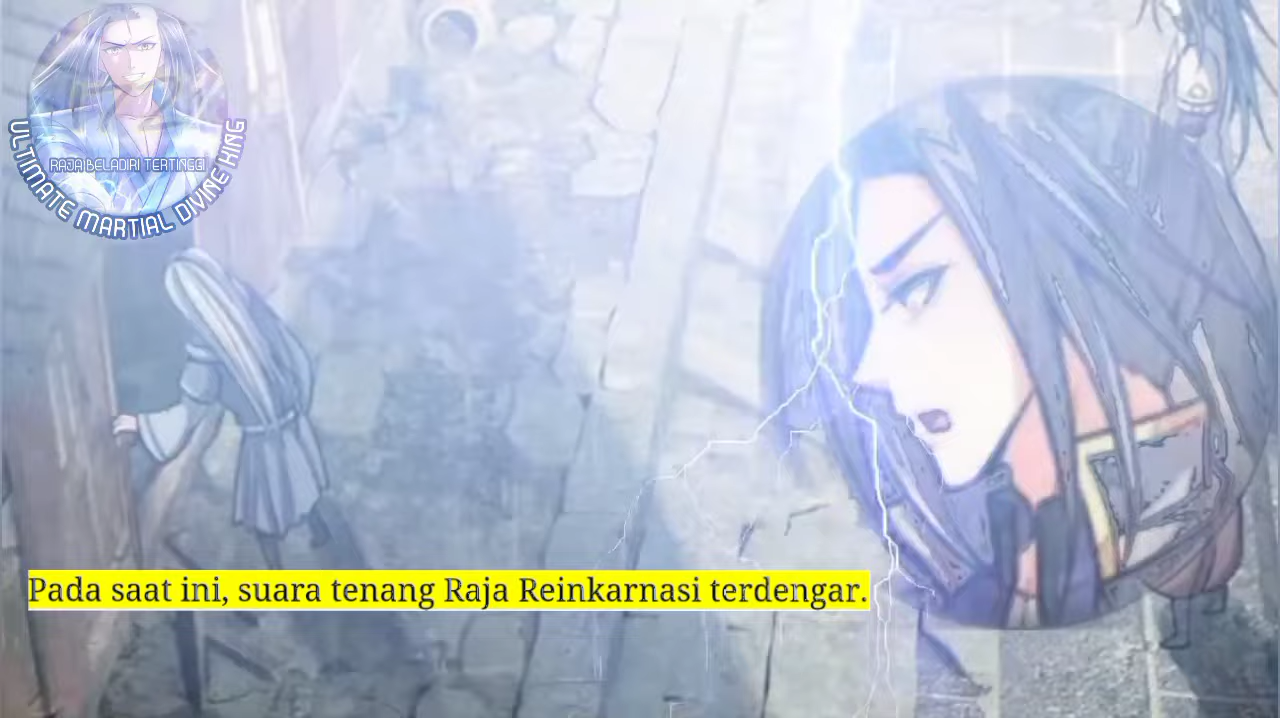 RAJA BELADIRI TERTINGGI
ULTIMATE MARTIAL DIVINE KING
Pada saat ini, suara tenang Raja Reinkarnasi terdengar.